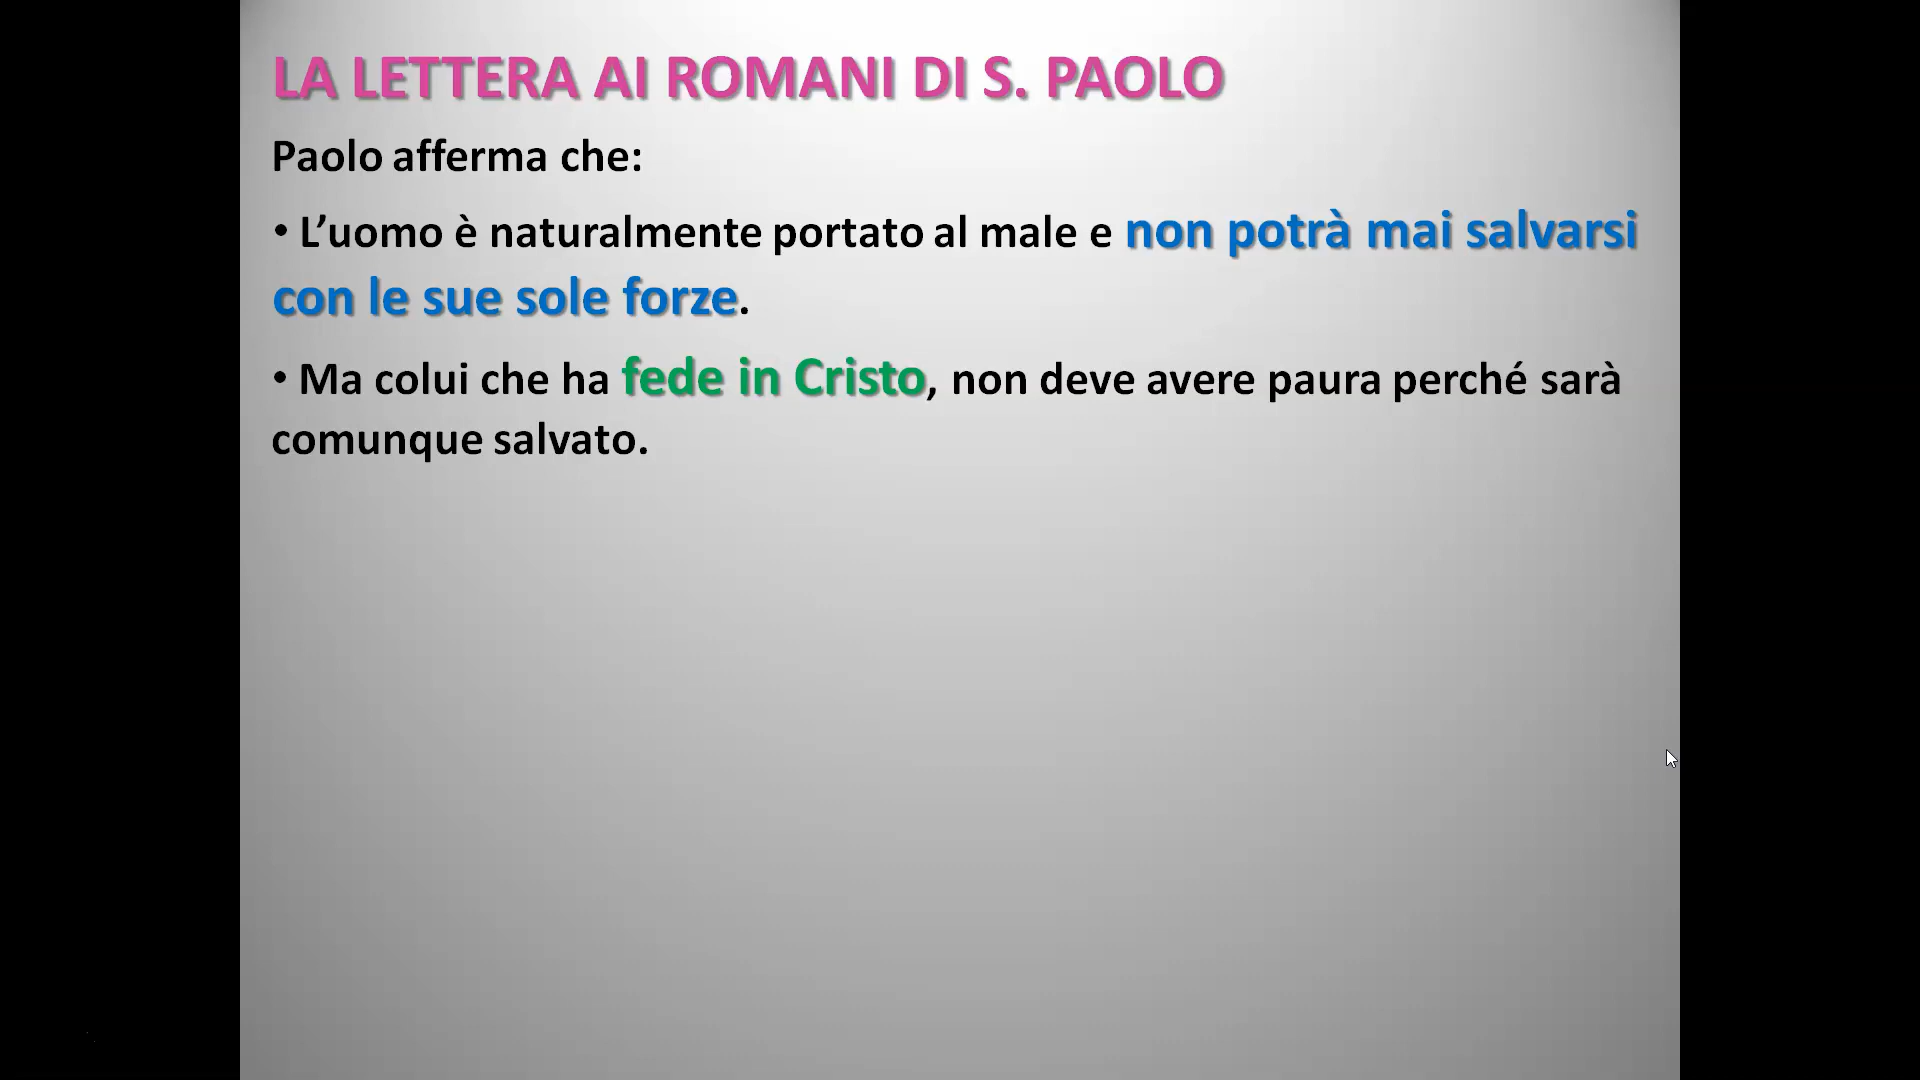 LA LETTERA AI ROMANI DI S. PAOLO
Paolo afferma che:
• L’uomo è naturalmente portato al male e non potrà mai salvarsi
con le sue sole forze.
• Ma colui che ha fede in Cristo, non deve avere paura perché sarà
comunque salvato.